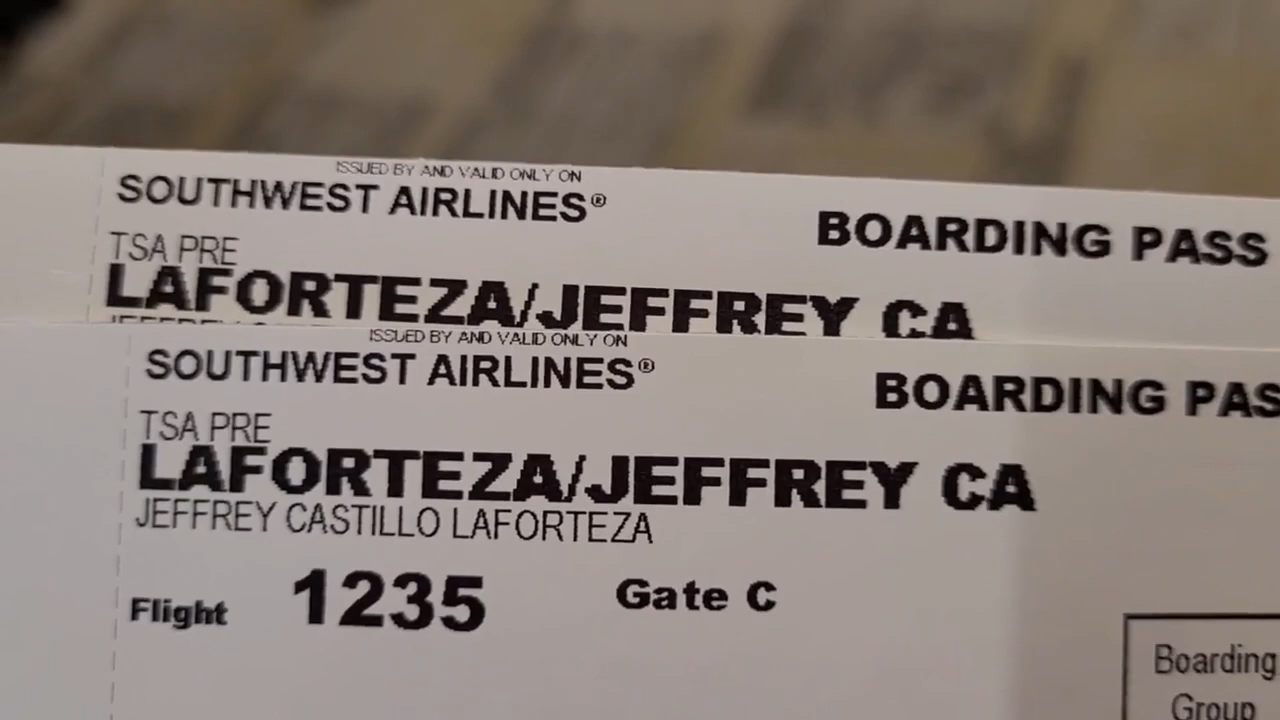 ISSUED BY AND VALID ONLY ON
SOUTHWEST AIRLINES®
BOARDING PASS
TSA PRE
LAFORTEZA/JEFFREY CA
ISSUED BY AND VALID ONLY ON
SOUTHWEST AIRLINES®
BOARDING PAS
TSA PRE
LAFORTEZA/JEFFREY CA
JEFFREY CASTILLO LAFORTEZA
Flight 1235 Gate C
Boarding
Group